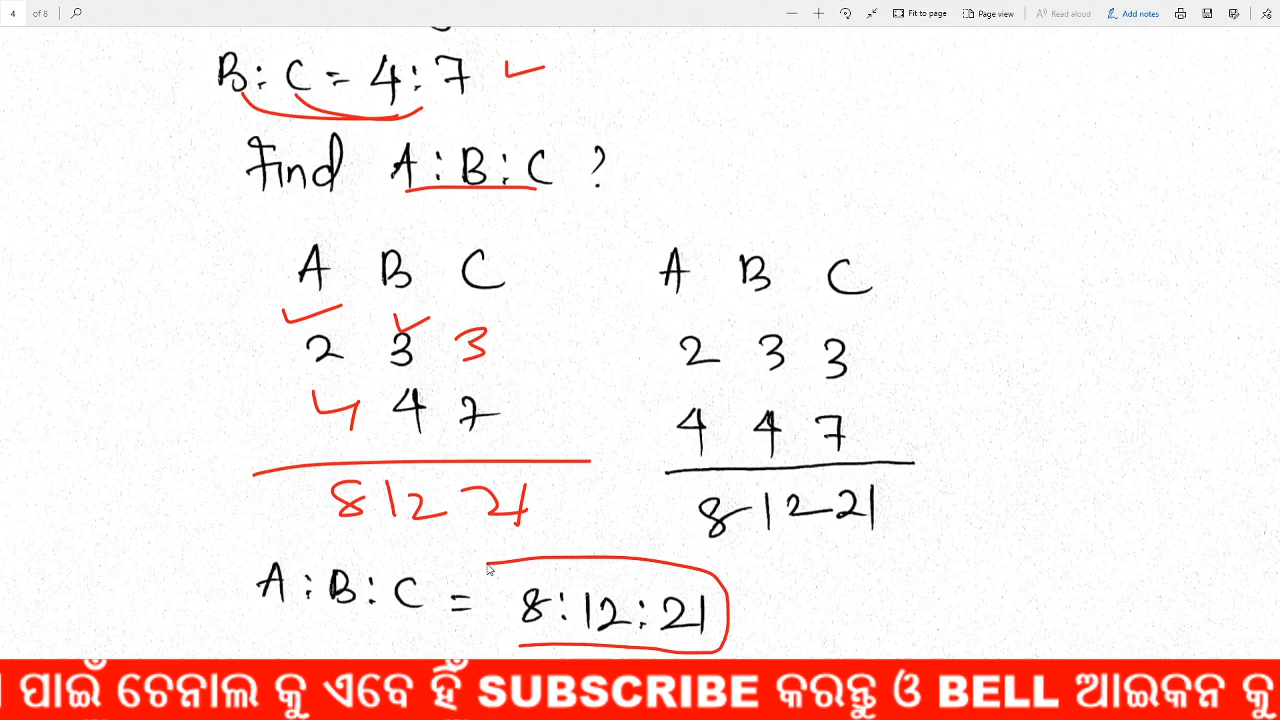 4 of 8 Fit to page Page view Read aloud Add notes
B : C = 4 : 7
Find A : B : C ?
A B C A B C
2 3 3 2 3 3
4 4 7 4 4 7
8 12 21 8 12 21
A : B : C = 8 : 12 : 21
ପାଇଁ ଚେନାଲ କୁ ଏବେ ହିଁ SUBSCRIBE କରନ୍ତୁ ଓ BELL ଆଇକନ କୁ